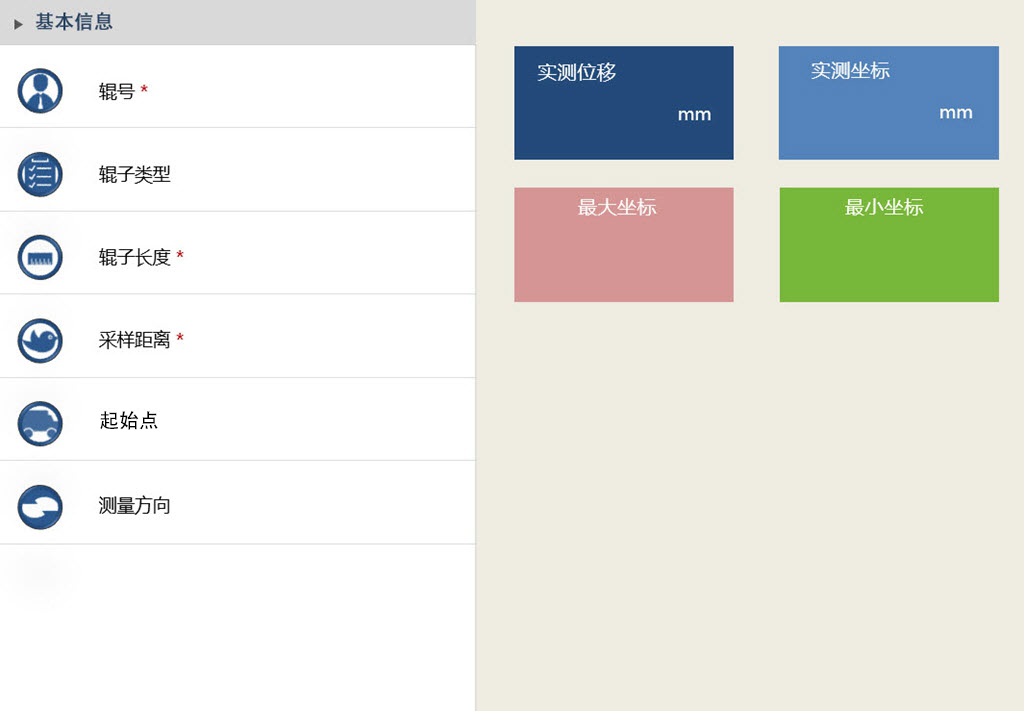 基本信息
辊号 *
辊子类型
辊子长度 *
采样距离 *
起始点
测量方向
实测位移
mm
实测坐标
mm
最大坐标
最小坐标